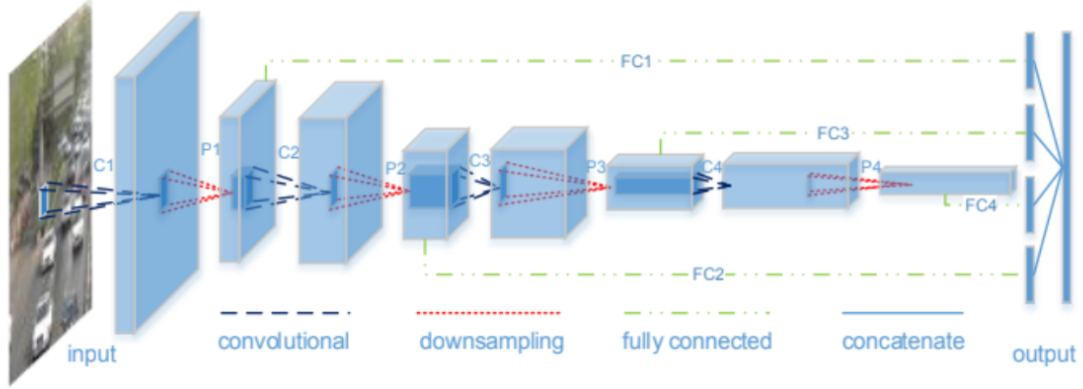 FC1
C1
P1
C2
P2
C3
P3
C4
P4
FC3
FC4
FC2
convolutional
downsampling
fully connected
concatenate
input
output